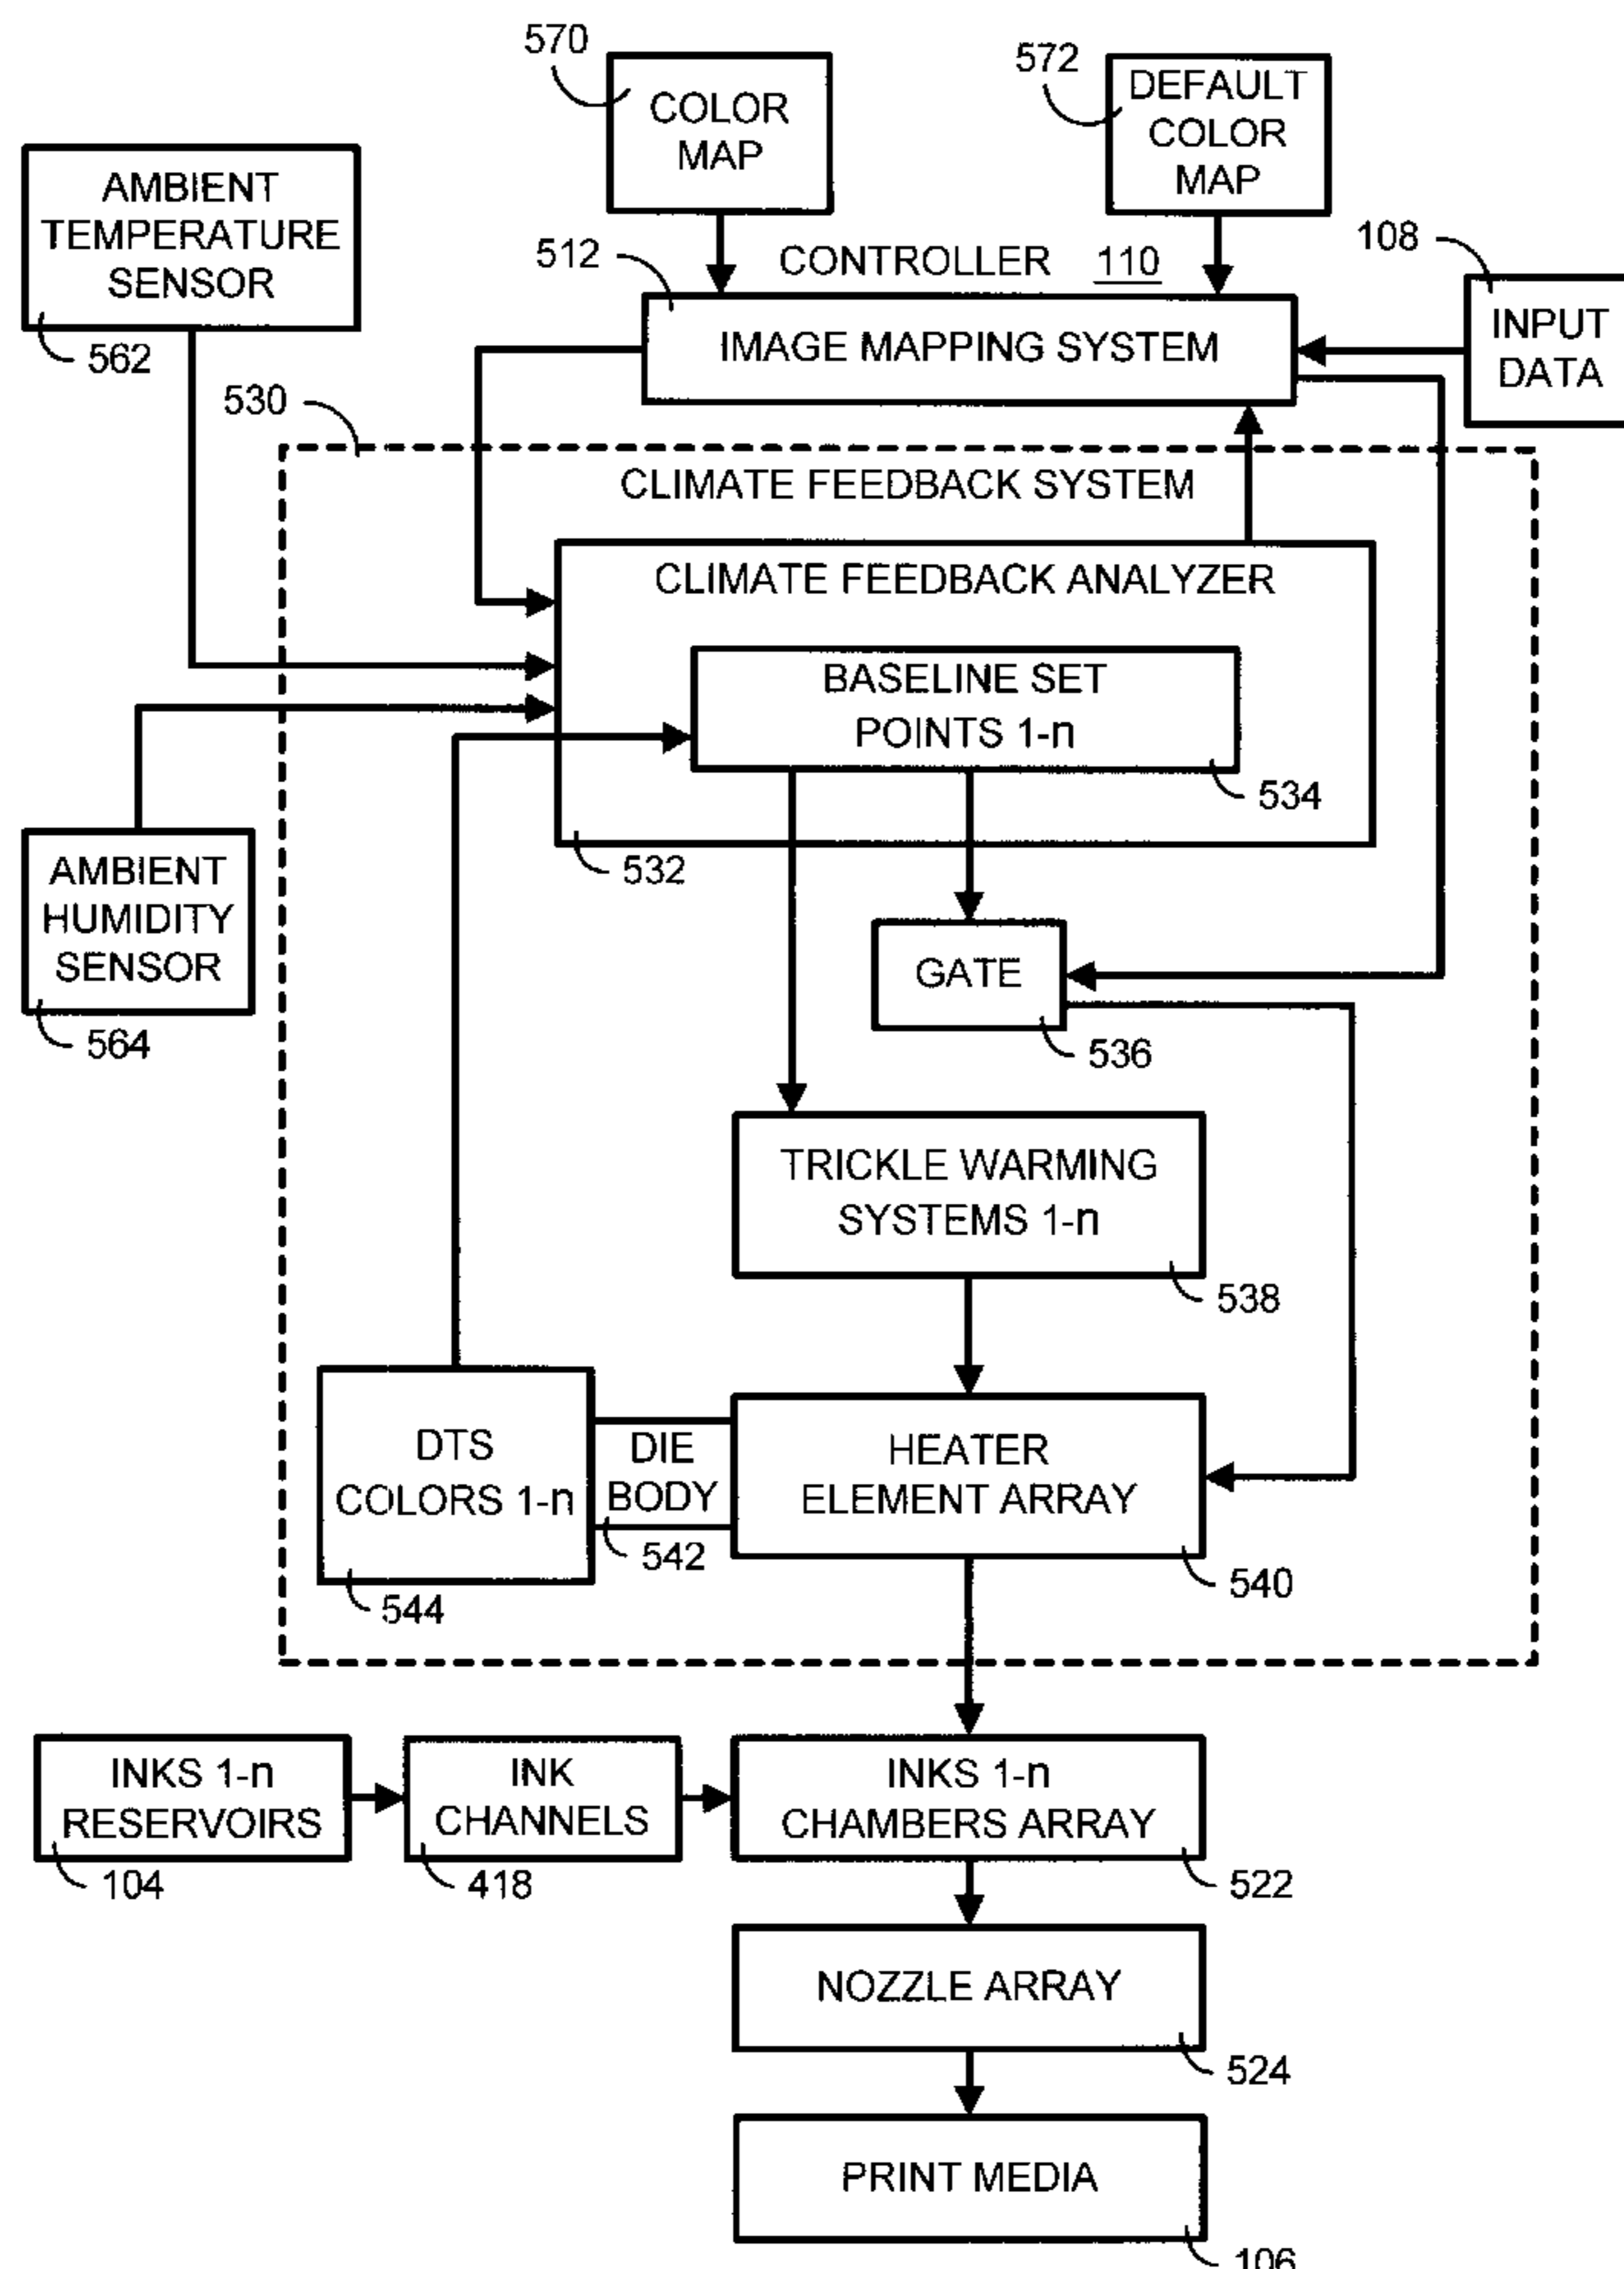 570
COLOR
MAP
572
DEFAULT
COLOR
MAP
AMBIENT
TEMPERATURE
SENSOR
562
512
CONTROLLER 110
108
INPUT
DATA
IMAGE MAPPING SYSTEM
530
CLIMATE FEEDBACK SYSTEM
CLIMATE FEEDBACK ANALYZER
BASELINE SET
POINTS 1-n
534
532
AMBIENT
HUMIDITY
SENSOR
564
GATE
536
TRICKLE WARMING
SYSTEMS 1-n
538
DTS
COLORS 1-n
544
DIE
BODY
542
HEATER
ELEMENT ARRAY
540
INKS 1-n
RESERVOIRS
104
INK
CHANNELS
418
INKS 1-n
CHAMBERS ARRAY
522
NOZZLE ARRAY
524
PRINT MEDIA
106